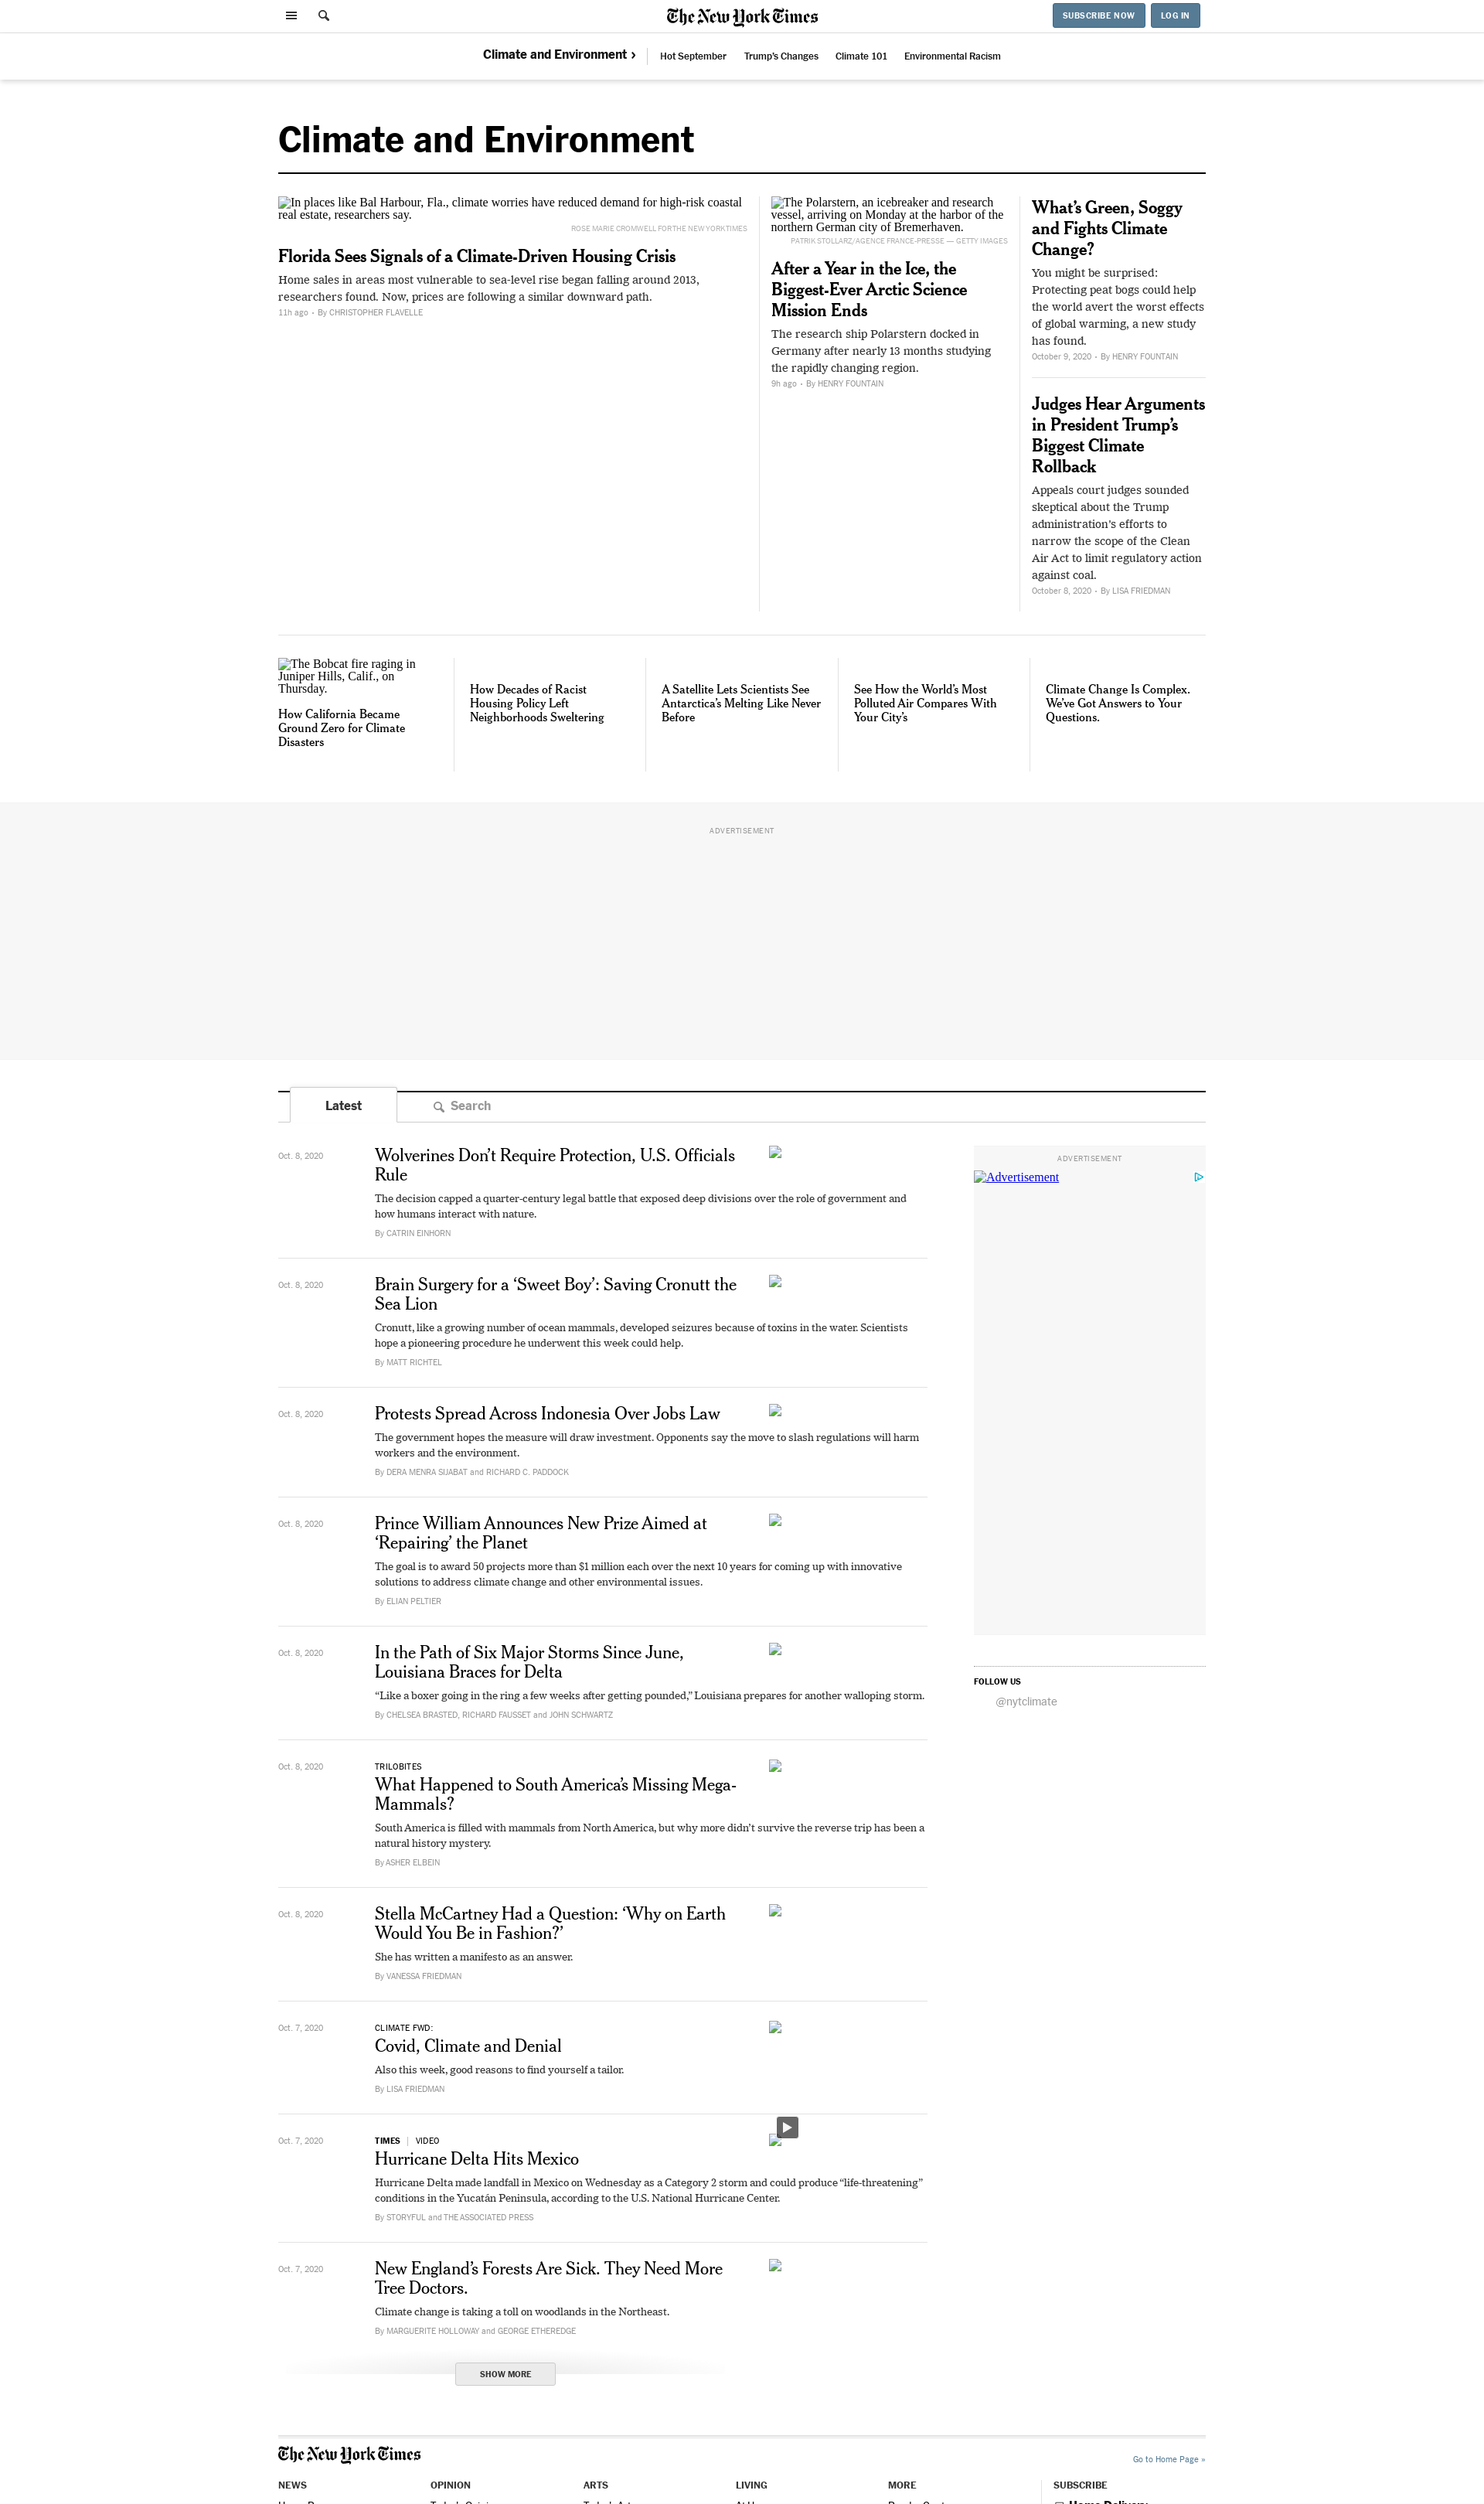 The New York Times
SUBSCRIBE NOW
LOG IN
Climate and Environment ›
Hot September
Trump's Changes
Climate 101
Environmental Racism
Climate and Environment
In places like Bal Harbour, Fla., climate worries have reduced demand for high-risk coastal
real estate, researchers say.
ROSE MARIE CROMWELL FOR THE NEW YORK TIMES
Florida Sees Signals of a Climate-Driven Housing Crisis
Home sales in areas most vulnerable to sea-level rise began falling around 2013,
researchers found. Now, prices are following a similar downward path.
11h ago • By CHRISTOPHER FLAVELLE
The Polarstern, an icebreaker and research
vessel, arriving on Monday at the harbor of the
northern German city of Bremerhaven.
PATRIK STOLLARZ/AGENCE FRANCE-PRESSE — GETTY IMAGES
After a Year in the Ice, the
Biggest-Ever Arctic Science
Mission Ends
The research ship Polarstern docked in
Germany after nearly 13 months studying
the rapidly changing region.
9h ago • By HENRY FOUNTAIN
What's Green, Soggy
and Fights Climate
Change?
You might be surprised:
Protecting peat bogs could help
the world avert the worst effects
of global warming, a new study
has found.
October 9, 2020 • By HENRY FOUNTAIN
Judges Hear Arguments
in President Trump's
Biggest Climate
Rollback
Appeals court judges sounded
skeptical about the Trump
administration's efforts to
narrow the scope of the Clean
Air Act to limit regulatory action
against coal.
October 8, 2020 • By LISA FRIEDMAN
The Bobcat fire raging in
Juniper Hills, Calif., on
Thursday.
How California Became
Ground Zero for Climate
Disasters
How Decades of Racist
Housing Policy Left
Neighborhoods Sweltering
A Satellite Lets Scientists See
Antarctica's Melting Like Never
Before
See How the World's Most
Polluted Air Compares With
Your City's
Climate Change Is Complex.
We've Got Answers to Your
Questions.
ADVERTISEMENT
Latest
Search
Oct. 8, 2020
Wolverines Don't Require Protection, U.S. Officials
Rule
The decision capped a quarter-century legal battle that exposed deep divisions over the role of government and
how humans interact with nature.
By CATRIN EINHORN
ADVERTISEMENT
Advertisement
Oct. 8, 2020
Brain Surgery for a 'Sweet Boy': Saving Cronutt the
Sea Lion
Cronutt, like a growing number of ocean mammals, developed seizures because of toxins in the water. Scientists
hope a pioneering procedure he underwent this week could help.
By MATT RICHTEL
Oct. 8, 2020
Protests Spread Across Indonesia Over Jobs Law
The government hopes the measure will draw investment. Opponents say the move to slash regulations will harm
workers and the environment.
By DERA MENRA SIJABAT and RICHARD C. PADDOCK
Oct. 8, 2020
Prince William Announces New Prize Aimed at
'Repairing' the Planet
The goal is to award 50 projects more than $1 million each over the next 10 years for coming up with innovative
solutions to address climate change and other environmental issues.
By ELIAN PELTIER
Oct. 8, 2020
In the Path of Six Major Storms Since June,
Louisiana Braces for Delta
“Like a boxer going in the ring a few weeks after getting pounded,” Louisiana prepares for another walloping storm.
By CHELSEA BRASTED, RICHARD FAUSSET and JOHN SCHWARTZ
FOLLOW US
@nytclimate
Oct. 8, 2020
TRILOBITES
What Happened to South America's Missing Mega-
Mammals?
South America is filled with mammals from North America, but why more didn't survive the reverse trip has been a
natural history mystery.
By ASHER ELBEIN
Oct. 8, 2020
Stella McCartney Had a Question: 'Why on Earth
Would You Be in Fashion?'
She has written a manifesto as an answer.
By VANESSA FRIEDMAN
Oct. 7, 2020
CLIMATE FWD:
Covid, Climate and Denial
Also this week, good reasons to find yourself a tailor.
By LISA FRIEDMAN
Oct. 7, 2020
TIMES | VIDEO
Hurricane Delta Hits Mexico
Hurricane Delta made landfall in Mexico on Wednesday as a Category 2 storm and could produce “life-threatening”
conditions in the Yucatán Peninsula, according to the U.S. National Hurricane Center.
By STORYFUL and THE ASSOCIATED PRESS
Oct. 7, 2020
New England's Forests Are Sick. They Need More
Tree Doctors.
Climate change is taking a toll on woodlands in the Northeast.
By MARGUERITE HOLLOWAY and GEORGE ETHEREDGE
SHOW MORE
The New York Times
Go to Home Page »
NEWS
OPINION
ARTS
LIVING
MORE
SUBSCRIBE